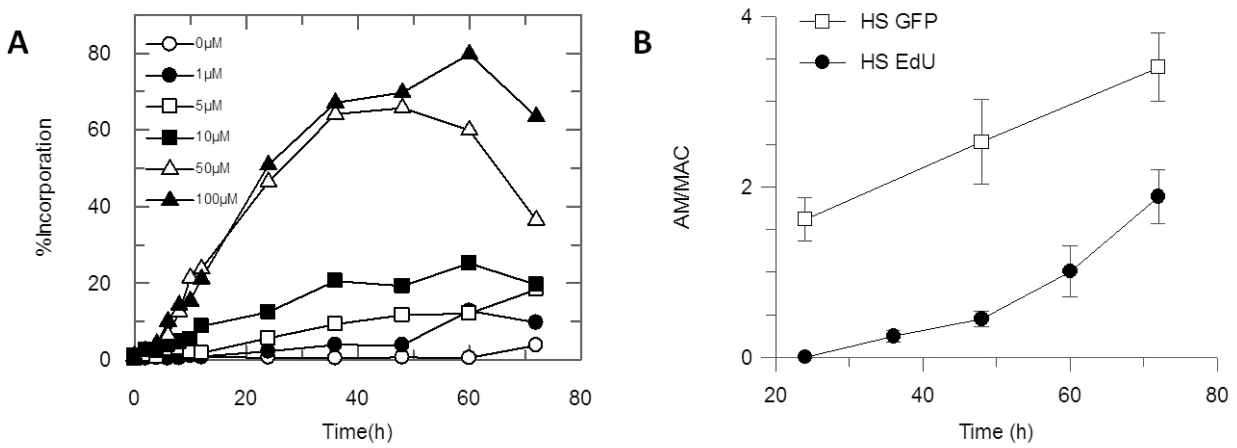 A
0µM
1µM
5µM
10µM
50µM
100µM
%Incorporation
80
60
40
20
0
0 20 40 60 80
Time(h)
B
HS GFP
HS EdU
AM/MAC
4
2
0
20 40 60 80
Time (h)